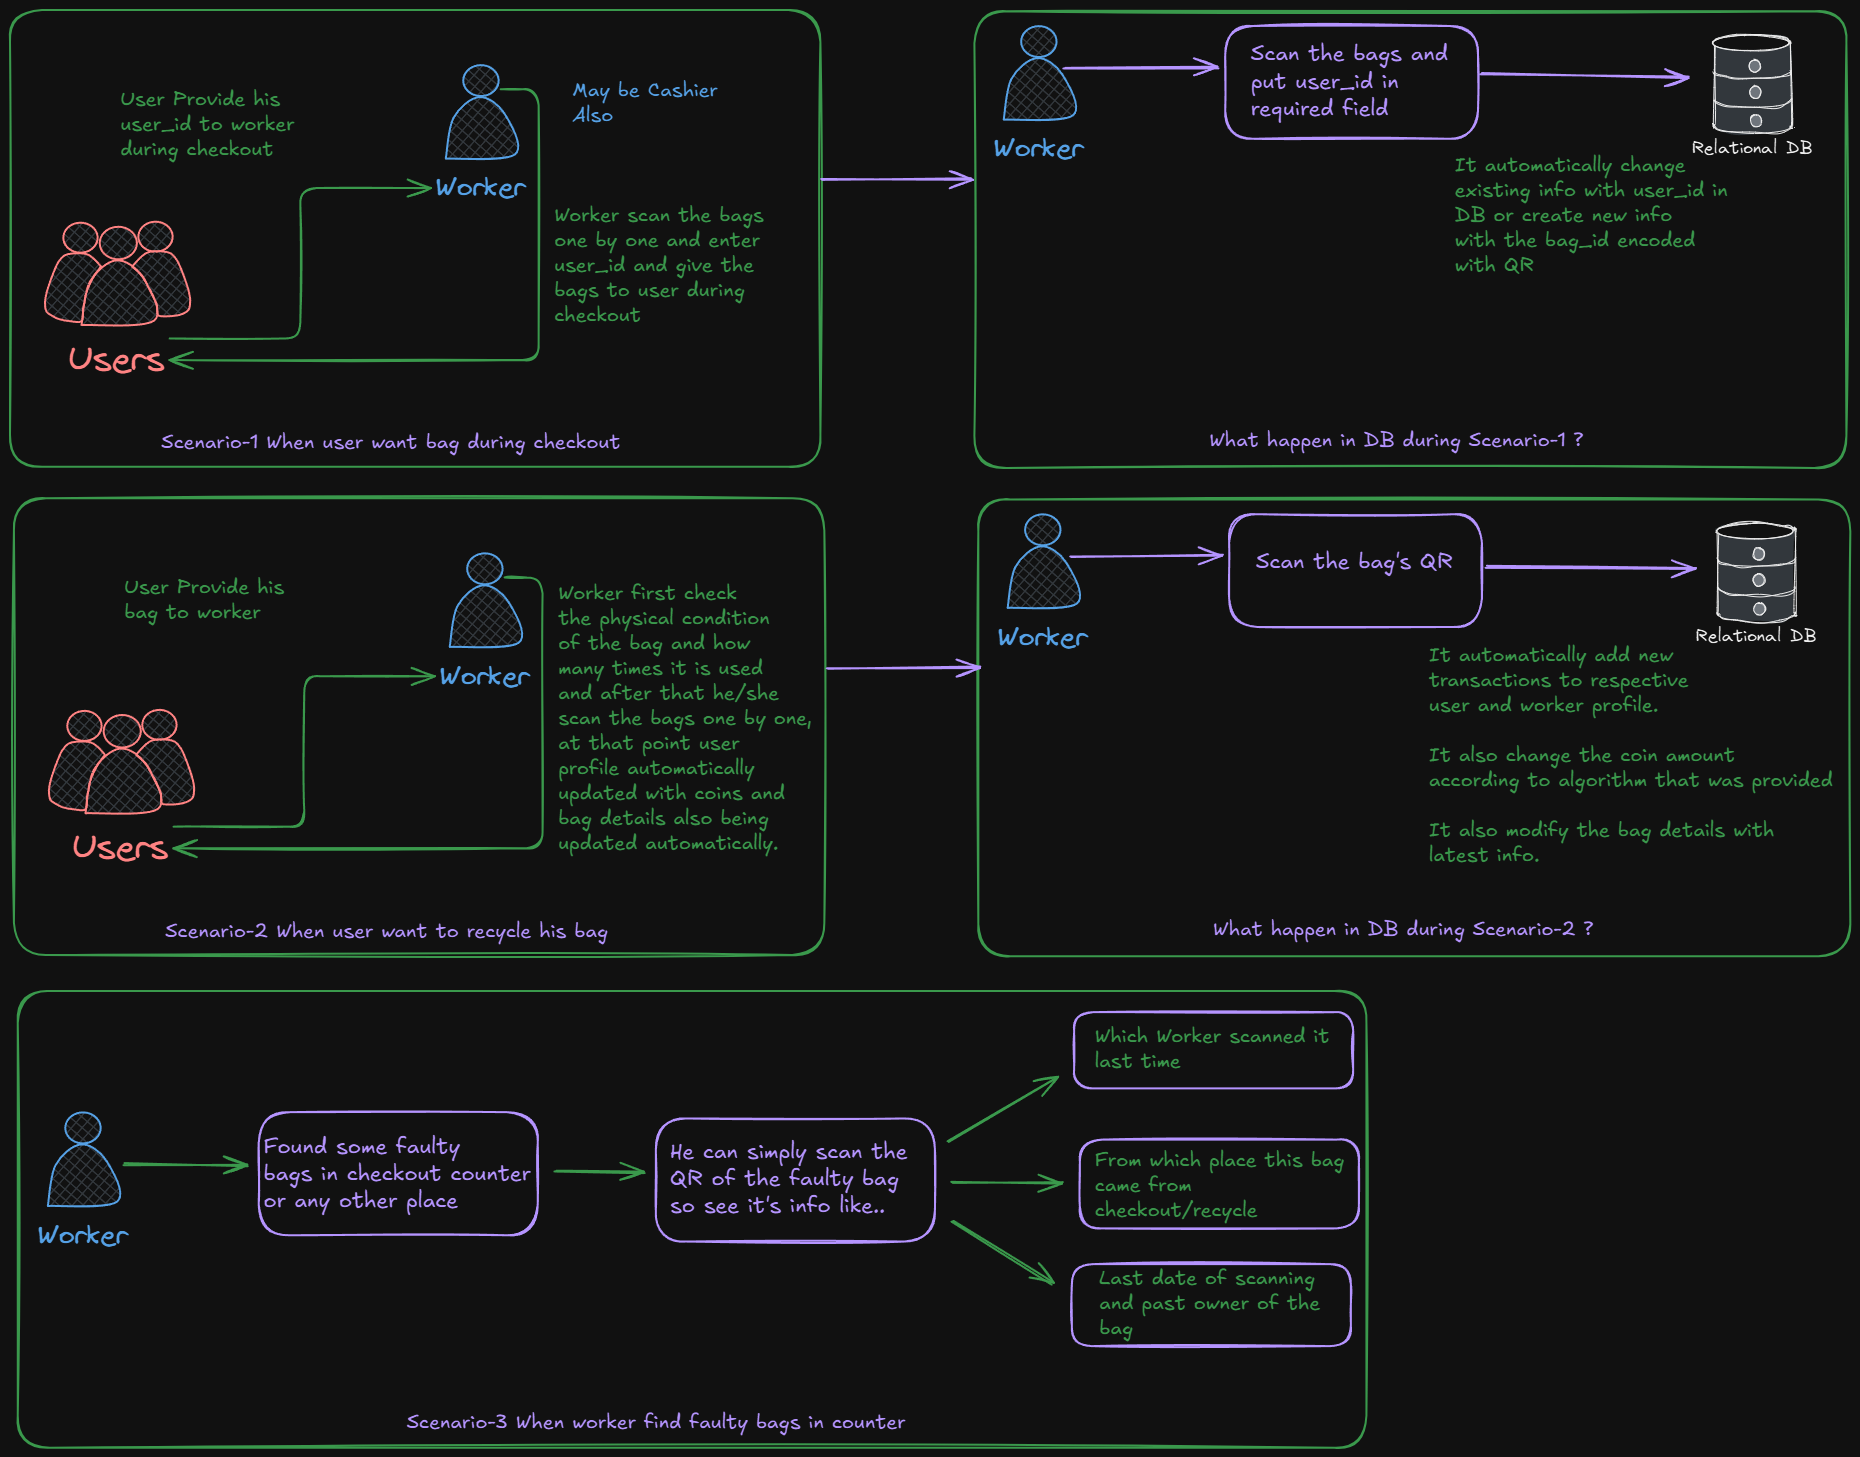 User Provide his
user_id to worker
during checkout
May be Cashier
Also
Worker
Worker scan the bags
one by one and enter
user_id and give the
bags to user during
checkout
Users
Scenario-1 When user want bag during checkout
Worker
Scan the bags and
put user_id in
required field
Relational DB
It automatically change
existing info with user_id in
DB or create new info
with the bag_id encoded
with QR
What happen in DB during Scenario-1 ?
User Provide his
bag to worker
Worker
Worker first check
the physical condition
of the bag and how
many times it is used
and after that he/she
scan the bags one by one,
at that point user
profile automatically
updated with coins and
bag details also being
updated automatically.
Users
Scenario-2 When user want to recycle his bag
Worker
Scan the bag's QR
Relational DB
It automatically add new
transactions to respective
user and worker profile.
It also change the coin amount
according to algorithm that was provided
It also modify the bag details with
latest info.
What happen in DB during Scenario-2 ?
Worker
Found some faulty
bags in checkout counter
or any other place
He can simply scan the
QR of the faulty bag
so see it's info like..
Which Worker scanned it
last time
From which place this bag
came from
checkout/recycle
Last date of scanning
and past owner of the
bag
Scenario-3 When worker find faulty bags in counter